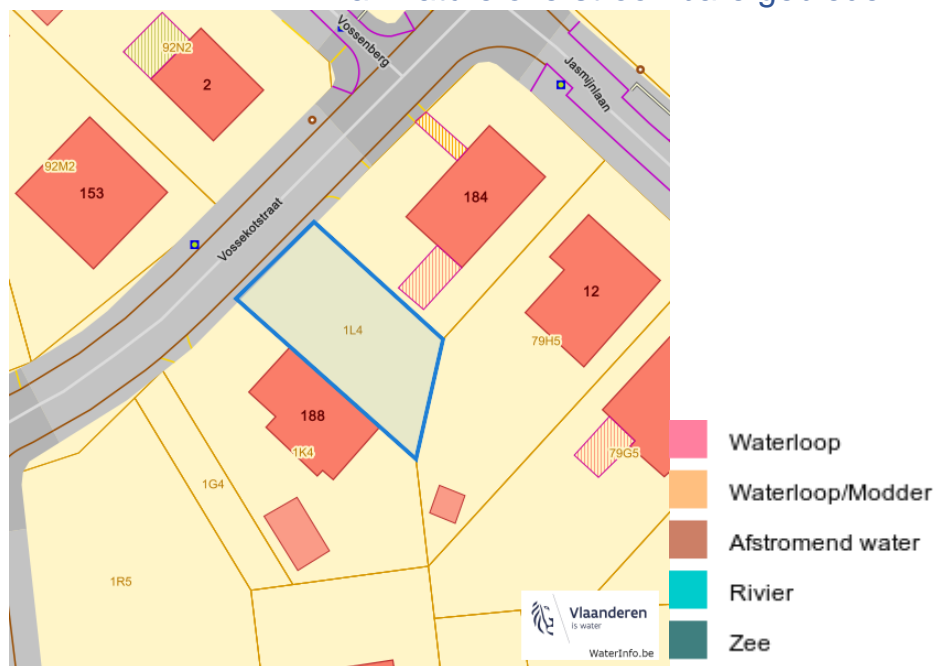 92N2
Vossenberg
2
Jasmijnlaan
92M2
153
184
Vossekotstraat
12
1L4
79H5
188
1K4
79G5
1G4
1R5
Vlaanderen
is water
WaterInfo.be
Waterloop
Waterloop/Modder
Afstromend water
Rivier
Zee